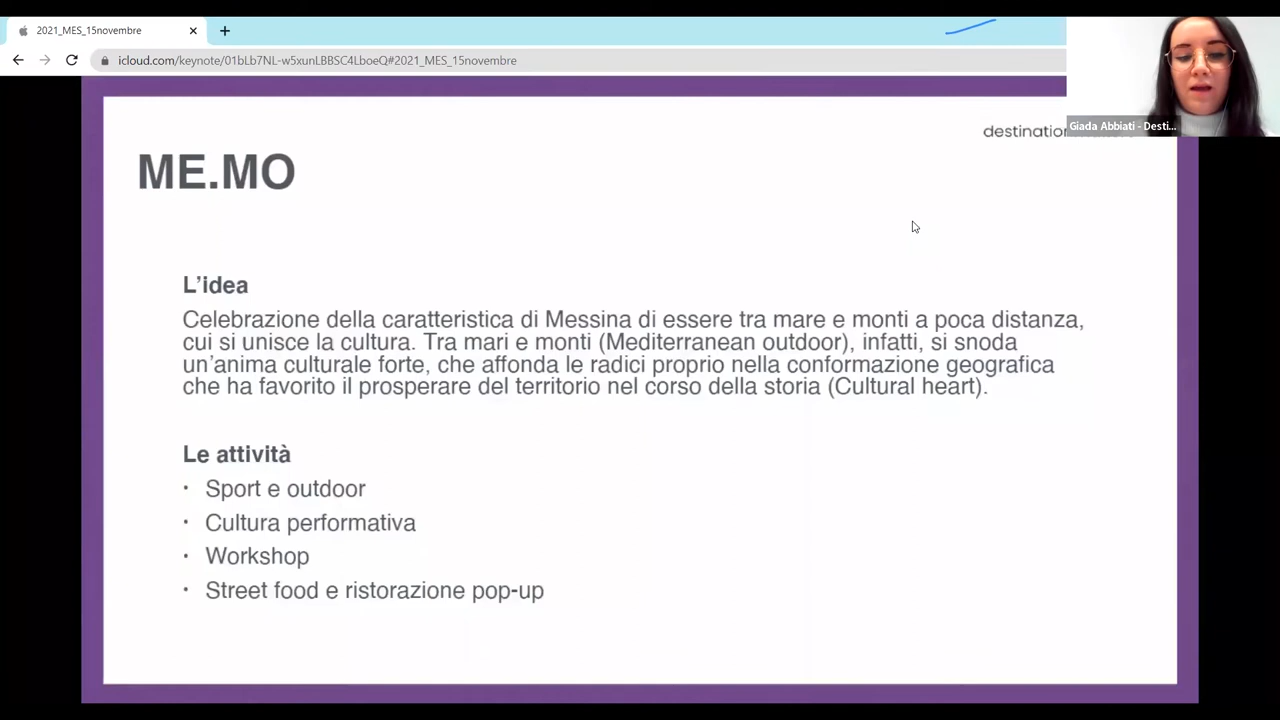 2021_MES_15novembre
icloud.com/keynote/01bLb7NL-w5xunLBBSC4LboeQ#2021_MES_15novembre
Giada Abbiati - Desti...
destination
ME.MO
L’idea
Celebrazione della caratteristica di Messina di essere tra mare e monti a poca distanza,
cui si unisce la cultura. Tra mari e monti (Mediterranean outdoor), infatti, si snoda
un’anima culturale forte, che affonda le radici proprio nella conformazione geografica
che ha favorito il prosperare del territorio nel corso della storia (Cultural heart).
Le attività
• Sport e outdoor
• Cultura performativa
• Workshop
• Street food e ristorazione pop-up